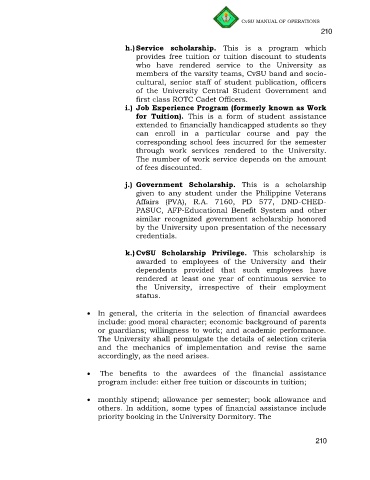 CvSU MANUAL OF OPERATIONS
210
h.) Service scholarship. This is a program which
provides free tuition or tuition discount to students
who have rendered service to the University as
members of the varsity teams, CvSU band and socio-
cultural, senior staff of student publication, officers
of the University Central Student Government and
first class ROTC Cadet Officers.
i.) Job Experience Program (formerly known as Work
for Tuition). This is a form of student assistance
extended to financially handicapped students so they
can enroll in a particular course and pay the
corresponding school fees incurred for the semester
through work services rendered to the University.
The number of work service depends on the amount
of fees discounted.
j.) Government Scholarship. This is a scholarship
given to any student under the Philippine Veterans
Affairs (PVA), R.A. 7160, PD 577, DND-CHED-
PASUC, AFP-Educational Benefit System and other
similar recognized government scholarship honored
by the University upon presentation of the necessary
credentials.
k.) CvSU Scholarship Privilege. This scholarship is
awarded to employees of the University and their
dependents provided that such employees have
rendered at least one year of continuous service to
the University, irrespective of their employment
status.
• In general, the criteria in the selection of financial awardees
include: good moral character; economic background of parents
or guardians; willingness to work; and academic performance.
The University shall promulgate the details of selection criteria
and the mechanics of implementation and revise the same
accordingly, as the need arises.
• The benefits to the awardees of the financial assistance
program include: either free tuition or discounts in tuition;
• monthly stipend; allowance per semester; book allowance and
others. In addition, some types of financial assistance include
priority booking in the University Dormitory. The
210